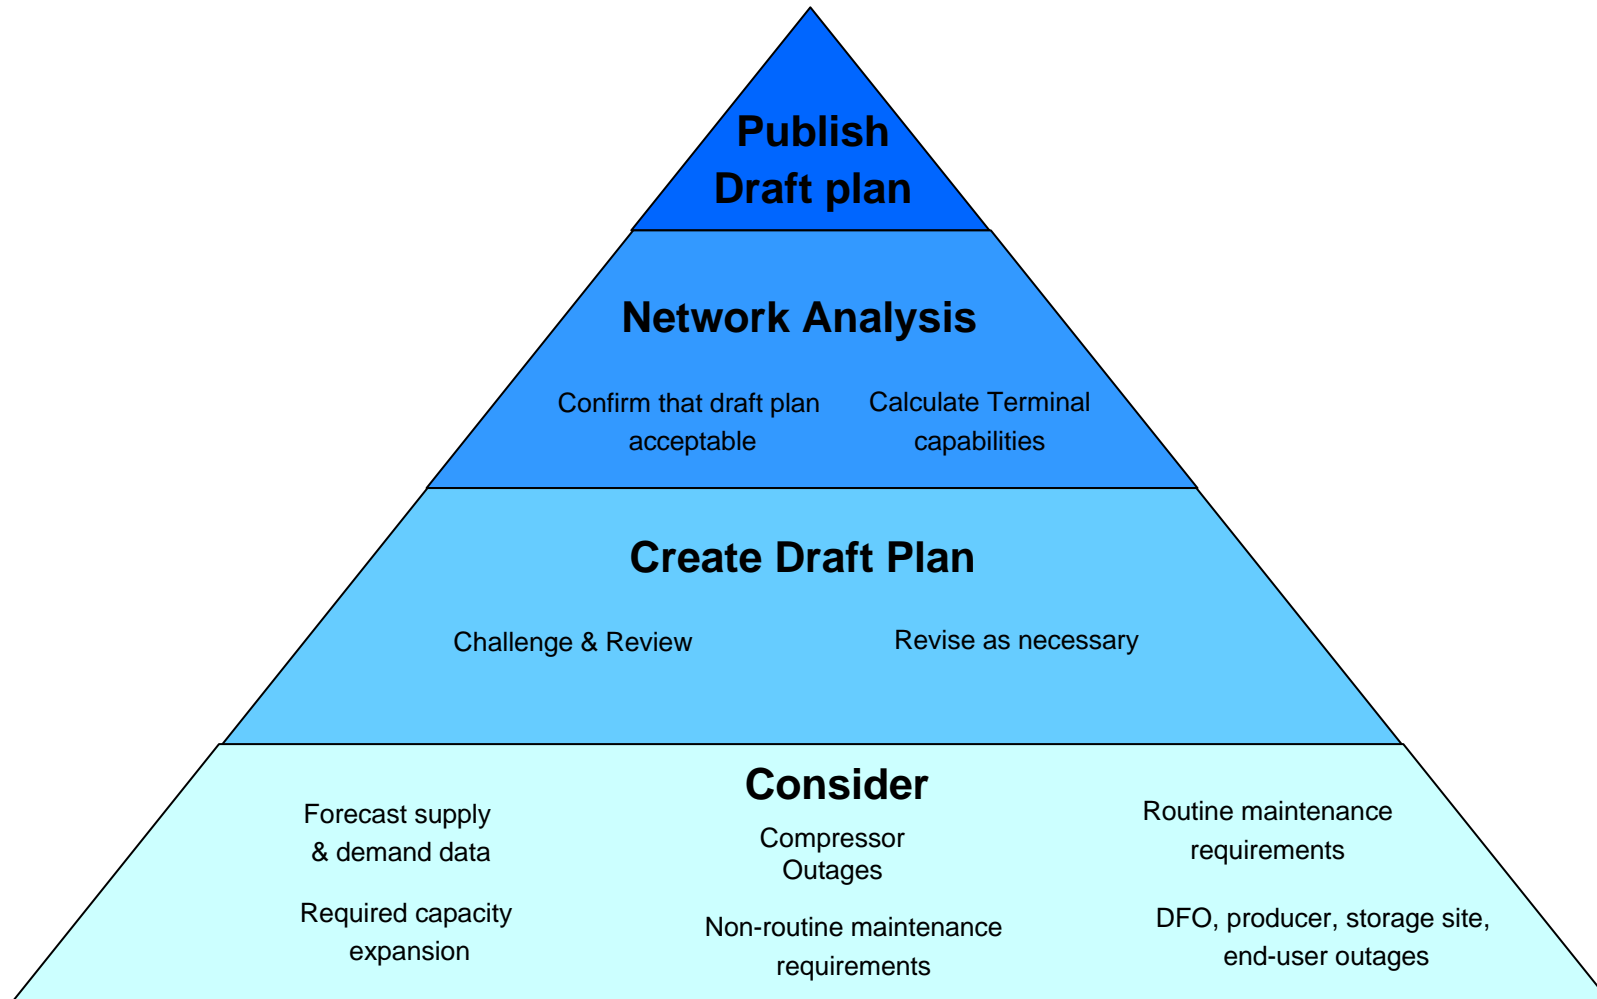 Publish
Draft plan
Network Analysis
Confirm that draft plan
acceptable
Calculate Terminal
capabilities
Create Draft Plan
Challenge & Review
Revise as necessary
Consider
Forecast supply
& demand data
Compressor
Outages
Routine maintenance
requirements
Required capacity
expansion
Non-routine maintenance
requirements
DFO, producer, storage site,
end-user outages